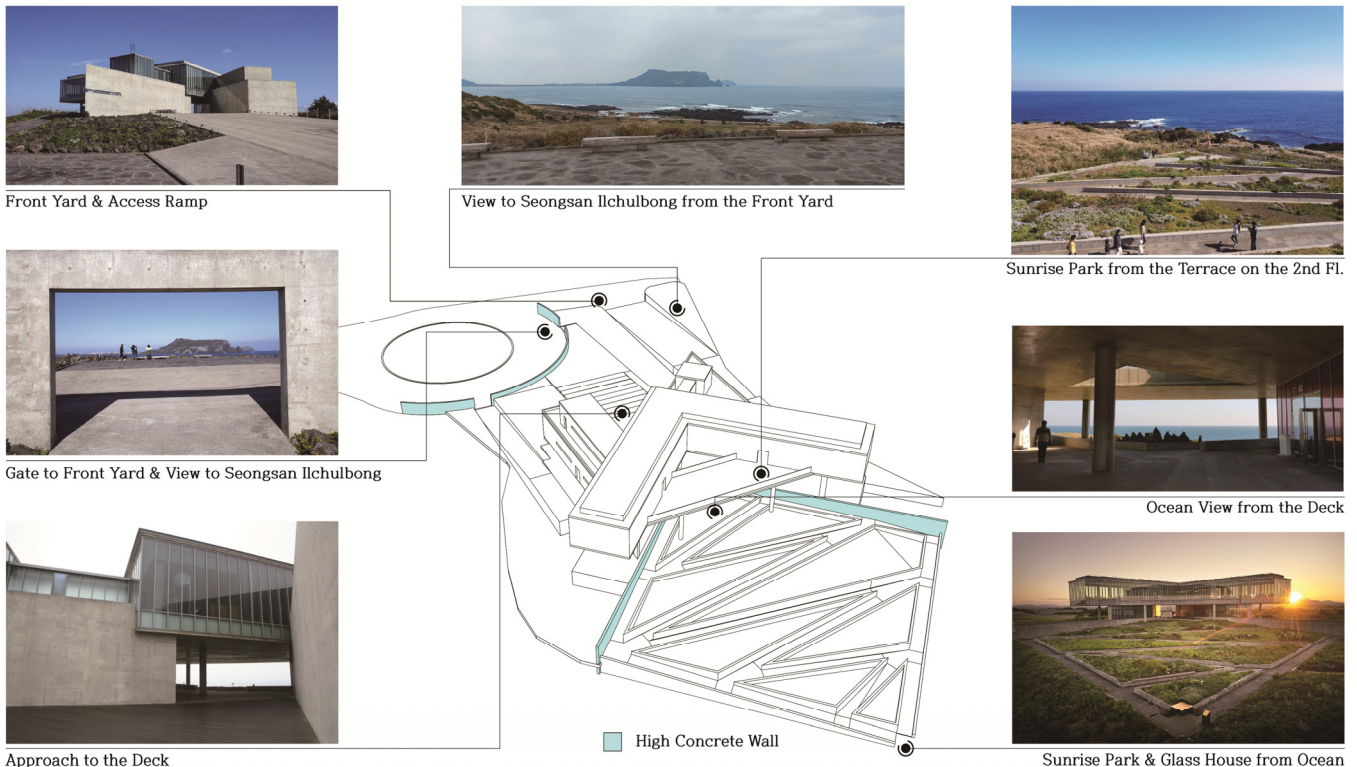 Front Yard & Access Ramp
View to Seongsan Ilchulbong from the Front Yard
Sunrise Park from the Terrace on the 2nd Fl.
Gate to Front Yard & View to Seongsan Ilchulbong
Ocean View from the Deck
Approach to the Deck
High Concrete Wall
Sunrise Park & Glass House from Ocean